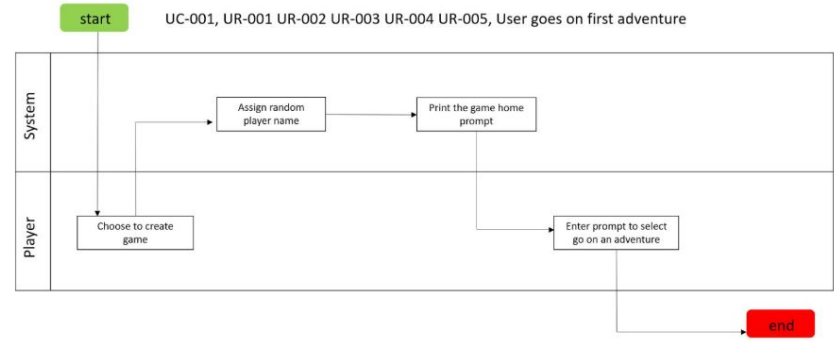 start
UC-001, UR-001 UR-002 UR-003 UR-004 UR-005, User goes on first adventure
System
Assign random
player name
Print the game home
prompt
Player
Choose to create
game
Enter prompt to select
go on an adventure
end